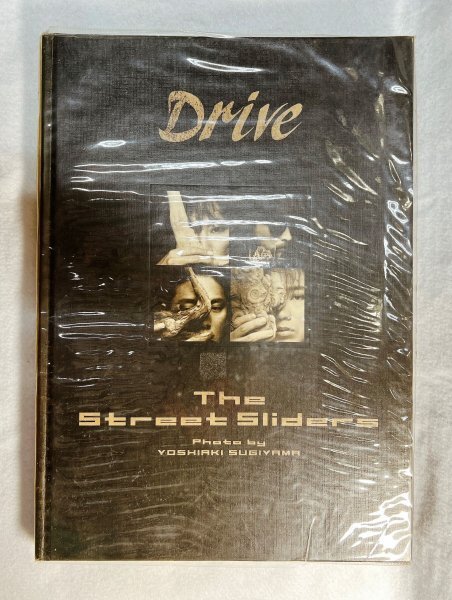 Drive
The
Street Sliders
Photo by
YOSHIAKI SUGIYAMA